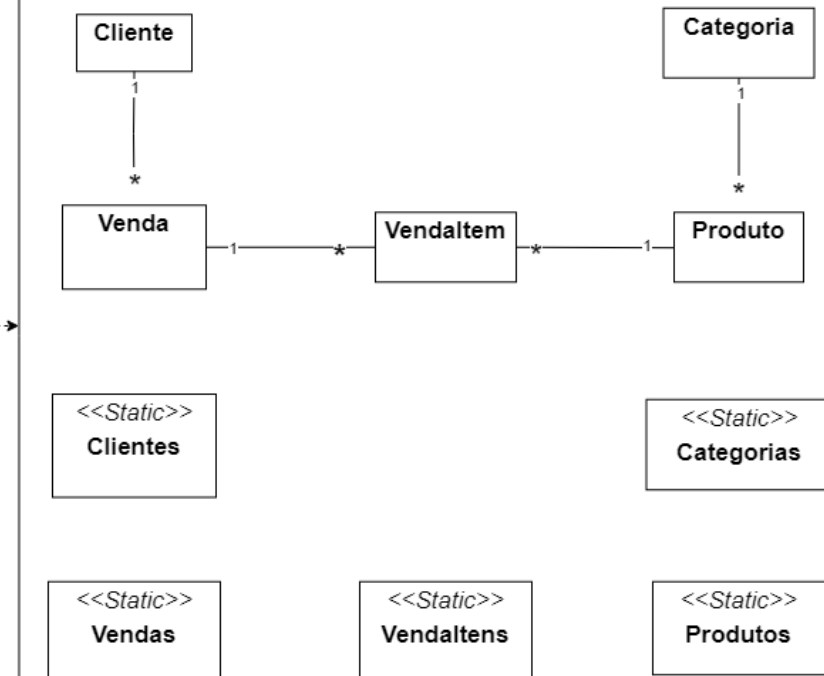 Cliente
Categoria
1
1
*
*
Venda
VendaItem
Produto
1
*
*
1
<<Static>>
Clientes
<<Static>>
Categorias
<<Static>>
Vendas
<<Static>>
VendaItens
<<Static>>
Produtos